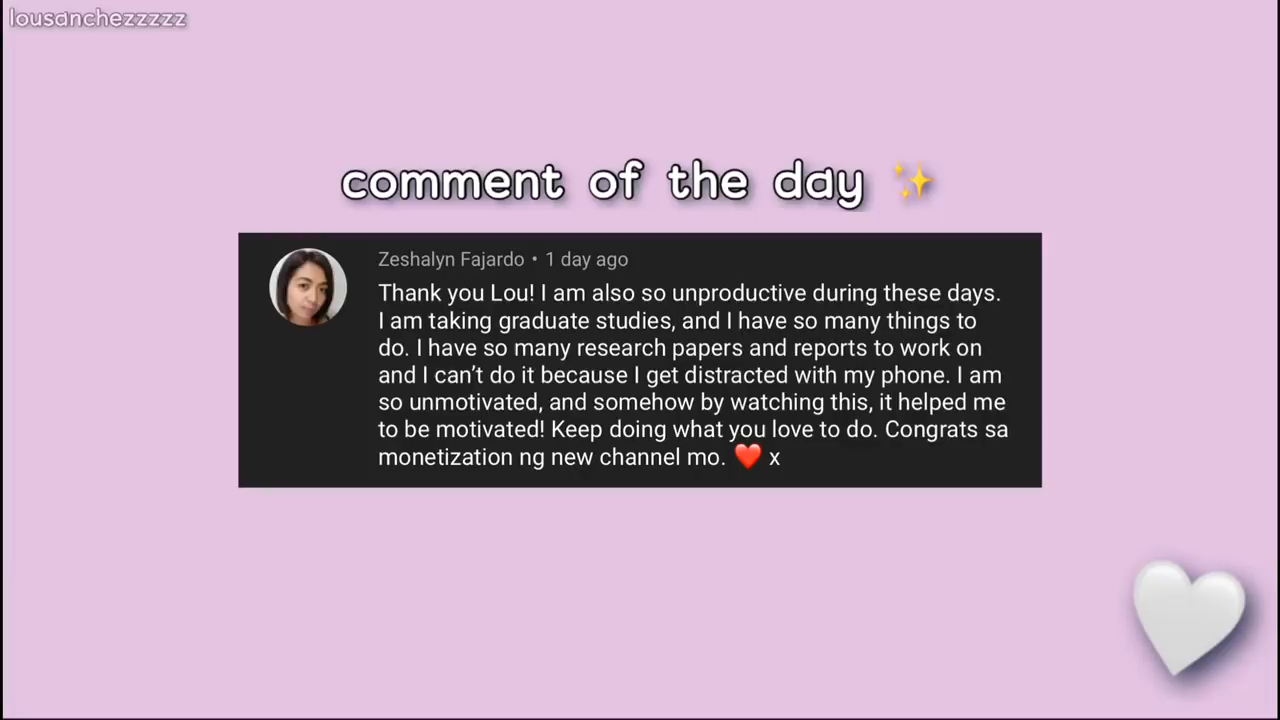 lousanchezzzzz
comment of the day ✨
Zeshalyn Fajardo • 1 day ago
Thank you Lou! I am also so unproductive during these days.
I am taking graduate studies, and I have so many things to
do. I have so many research papers and reports to work on
and I can’t do it because I get distracted with my phone. I am
so unmotivated, and somehow by watching this, it helped me
to be motivated! Keep doing what you love to do. Congrats sa
monetization ng new channel mo. ❤️ x